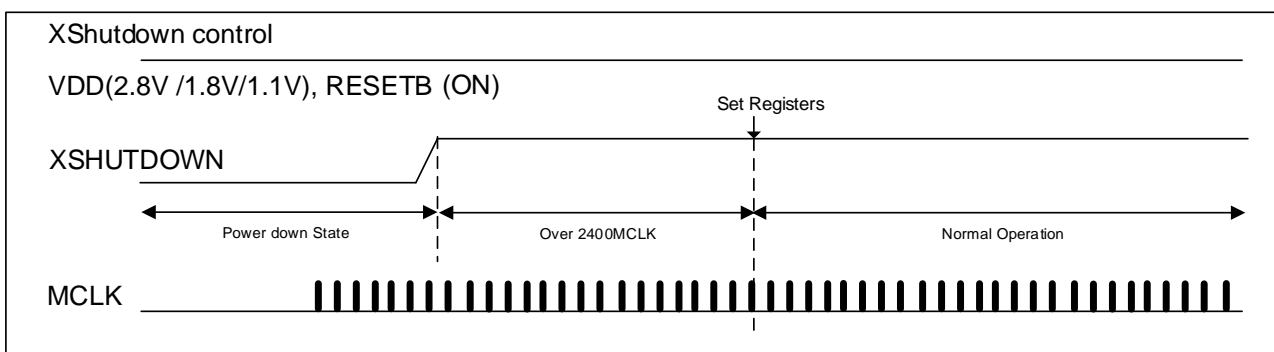 XShutdown control
VDD(2.8V /1.8V/1.1V), RESETB (ON)
Set Registers
XSHUTDOWN
Power down State
Over 2400MCLK
Normal Operation
MCLK